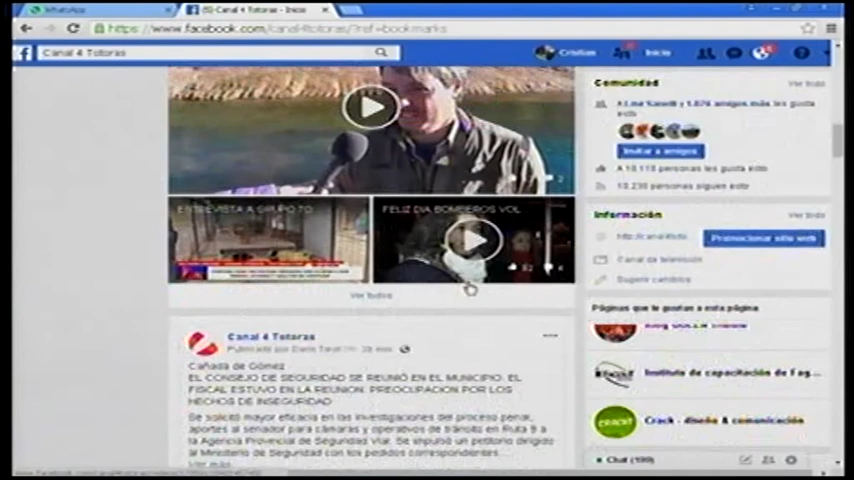 WhatsApp
(5) Canal 4 Totoras - Inicio
https://www.facebook.com/canal4totoras/?ref=bookmarks
Canal 4 Totoras
Cristian
Inicio
ENTREVISTA A GRUPO TO
FELIZ DIA BOMBEROS VOL
Ver todos
Canal 4 Totoras
Cañada de Gómez
EL CONSEJO DE SEGURIDAD SE REUNIÓ EN EL MUNICIPIO. EL
FISCAL ESTUVO EN LA REUNION. PREOCUPACION POR LOS
HECHOS DE INSEGURIDAD
Se solicitó mayor eficacia en las investigaciones del proceso penal,
aportes al senador para cámaras y operativos de tránsito en Ruta 9 a
la Agencia Provincial de Seguridad Vial. Se impulsó un petitorio dirigido
al Ministerio de Seguridad con los pedidos correspondientes.
Ver más
Comunidad
Ver todo
amigos más les gusta
esto
Invitar a amigos
personas les gusta esto
personas siguen esto
Información
Ver todo
Promocionar sitio web
Canal de televisión
Sugerir cambios
Páginas que le gustan a esta página
Instituto de capacitación de
CRACK!
Crack - diseño & comunicación
Chat (199)